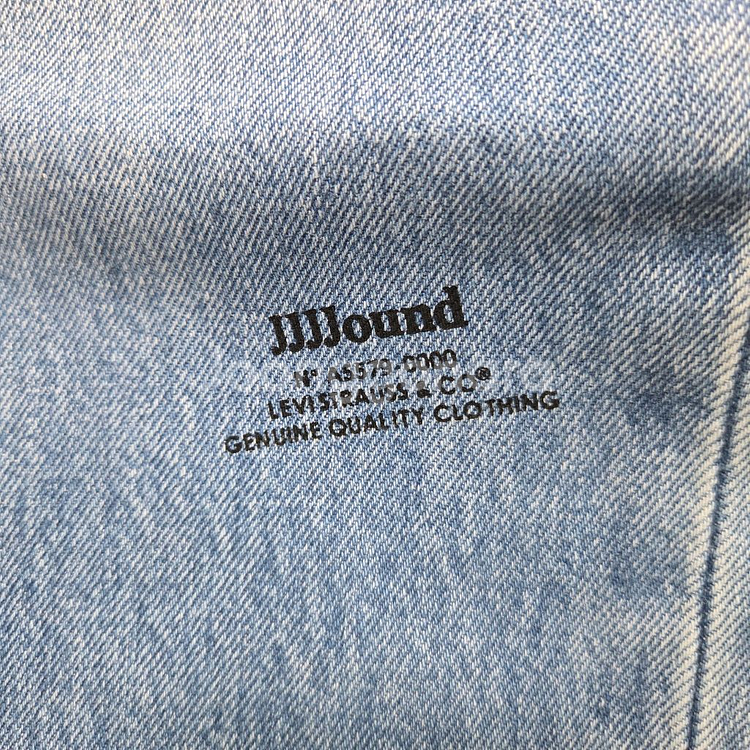 JJJJound
Nº A5579-0000
LEVI STRAUSS & CO®
GENUINE QUALITY CLOTHING